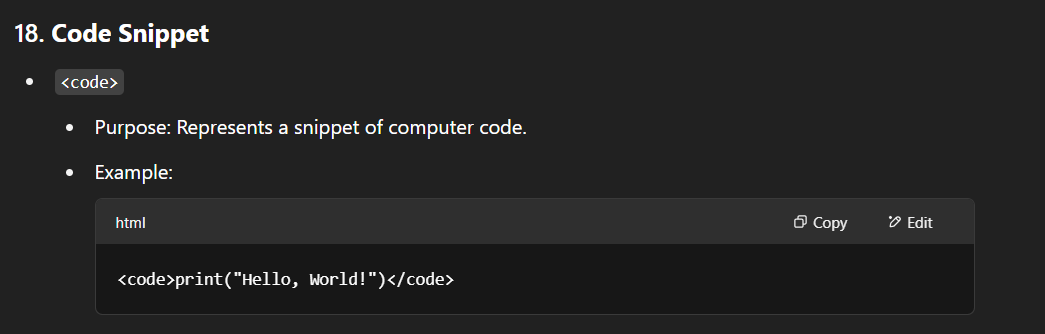 18. Code Snippet
<code>
Purpose: Represents a snippet of computer code.
Example:
html Copy Edit
<code>print("Hello, World!")</code>